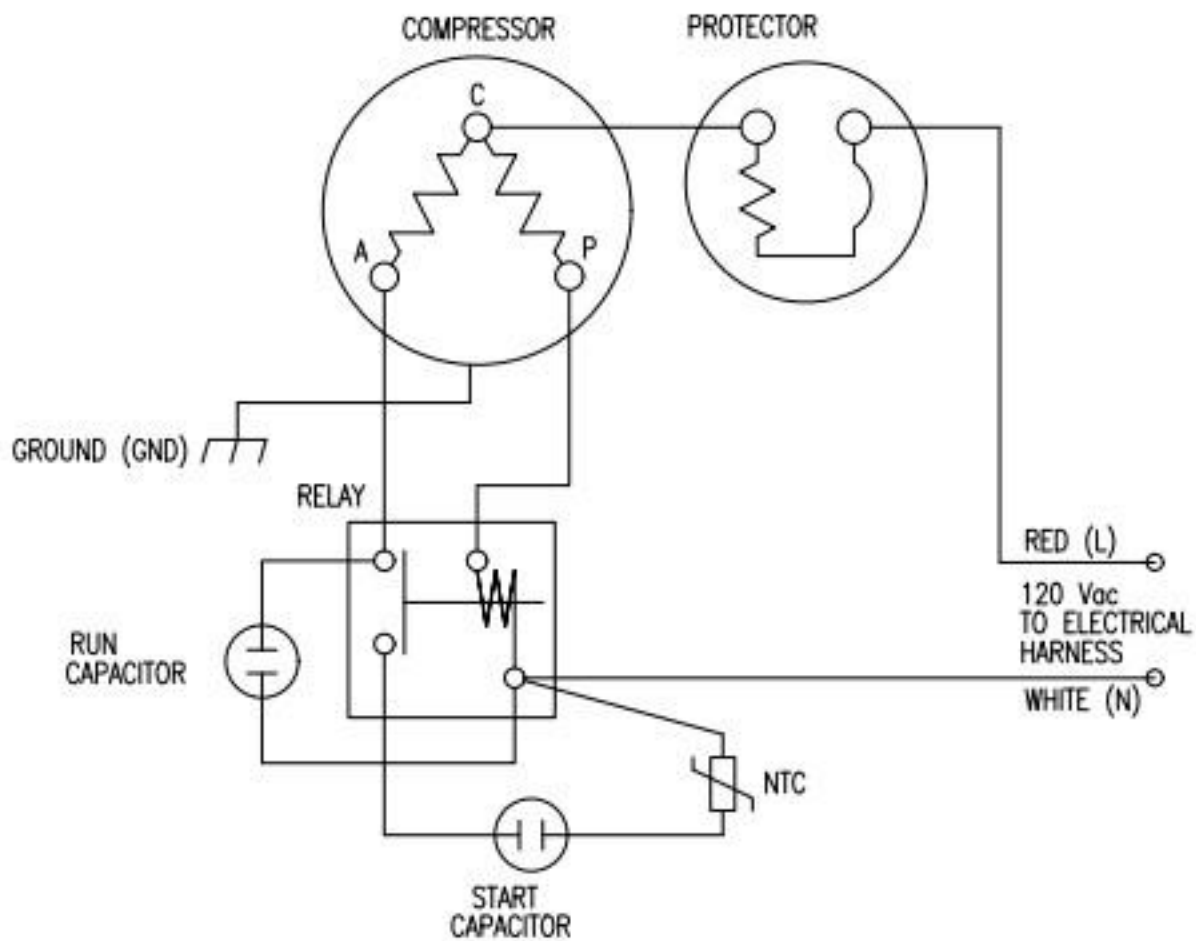 COMPRESSOR
PROTECTOR
C
A
P
GROUND (GND)
RELAY
RED (L)
120 Vac
TO ELECTRICAL
HARNESS
WHITE (N)
RUN
CAPACITOR
NTC
START
CAPACITOR